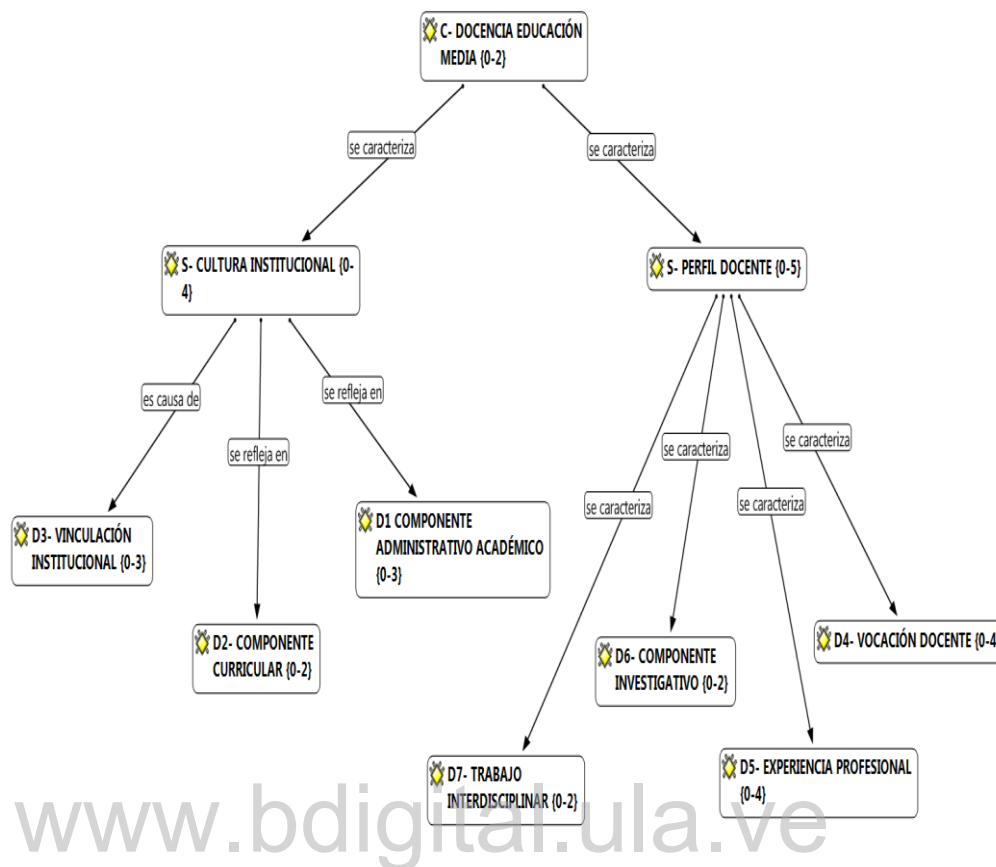 C- DOCENCIA EDUCACIÓN
MEDIA {0-2}
se caracteriza
se caracteriza
S- CULTURA INSTITUCIONAL {0-
4}
S- PERFIL DOCENTE {0-5}
es causa de
se refleja en
se refleja en
se caracteriza
se caracteriza
se caracteriza
se caracteriza
D3- VINCULACIÓN
INSTITUCIONAL {0-3}
D1 COMPONENTE
ADMINISTRATIVO ACADÉMICO
{0-3}
D2- COMPONENTE
CURRICULAR {0-2}
D6- COMPONENTE
INVESTIGATIVO {0-2}
D4- VOCACIÓN DOCENTE {0-4
D7- TRABAJO
INTERDISCIPLINAR {0-2}
D5- EXPERIENCIA PROFESIONAL
{0-4}
www.bdigital.ula.ve